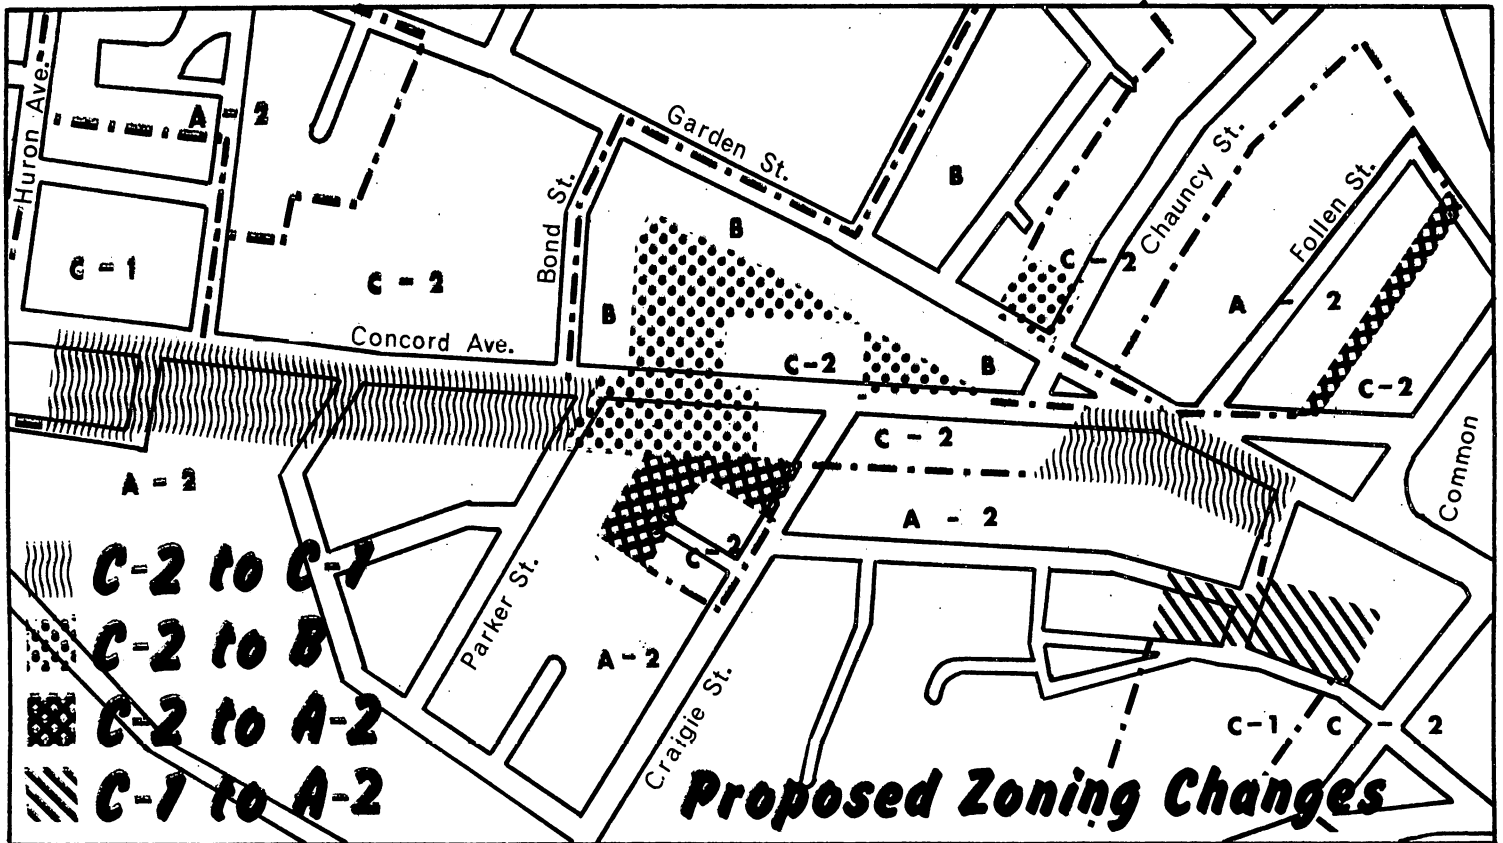 Huron Ave.
A - 2
Garden St.
B
Chauncy St.
Bond St.
B
Follen St.
C - 2
C - 1
C - 2
A - 2
B
Concord Ave.
C-2
B
C-2
C - 2
Common
A - 2
A - 2
C-2
Parker St.
A-2
Craigie St.
C-1
C - 2
C-2 to C-1
C-2 to B
C-2 to A-2
C-1 to A-2
Proposed Zoning Changes